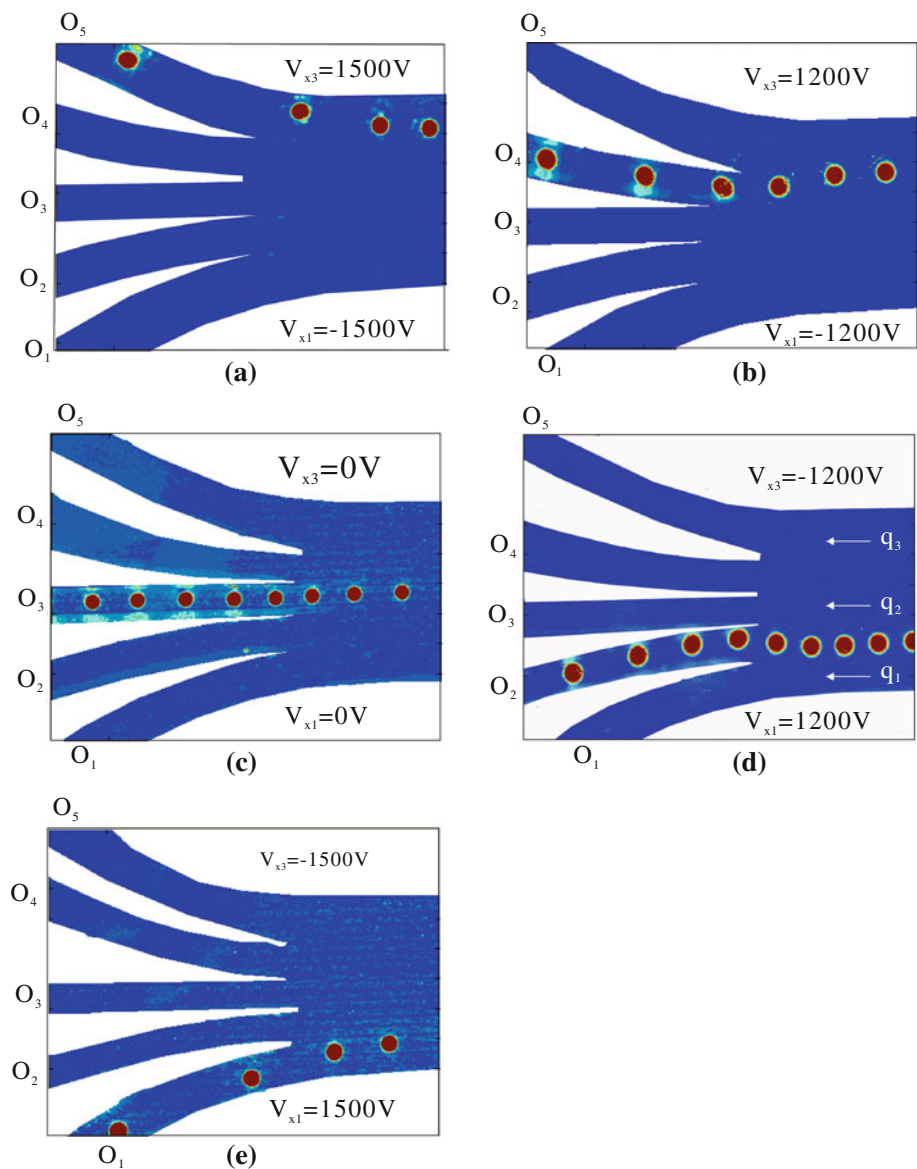 O5
Vx3=1500V
O4
O3
O2
O1
Vx1=-1500V
(a)
O5
Vx3=1200V
O4
O3
O2
O1
Vx1=-1200V
(b)
O5
Vx3=0V
O4
O3
O2
Vx1=0V
O1
(c)
O5
Vx3=-1200V
O4
q3
O3
q2
O2
q1
Vx1=1200V
O1
(d)
O5
Vx3=-1500V
O4
O3
O2
Vx1=1500V
O1
(e)